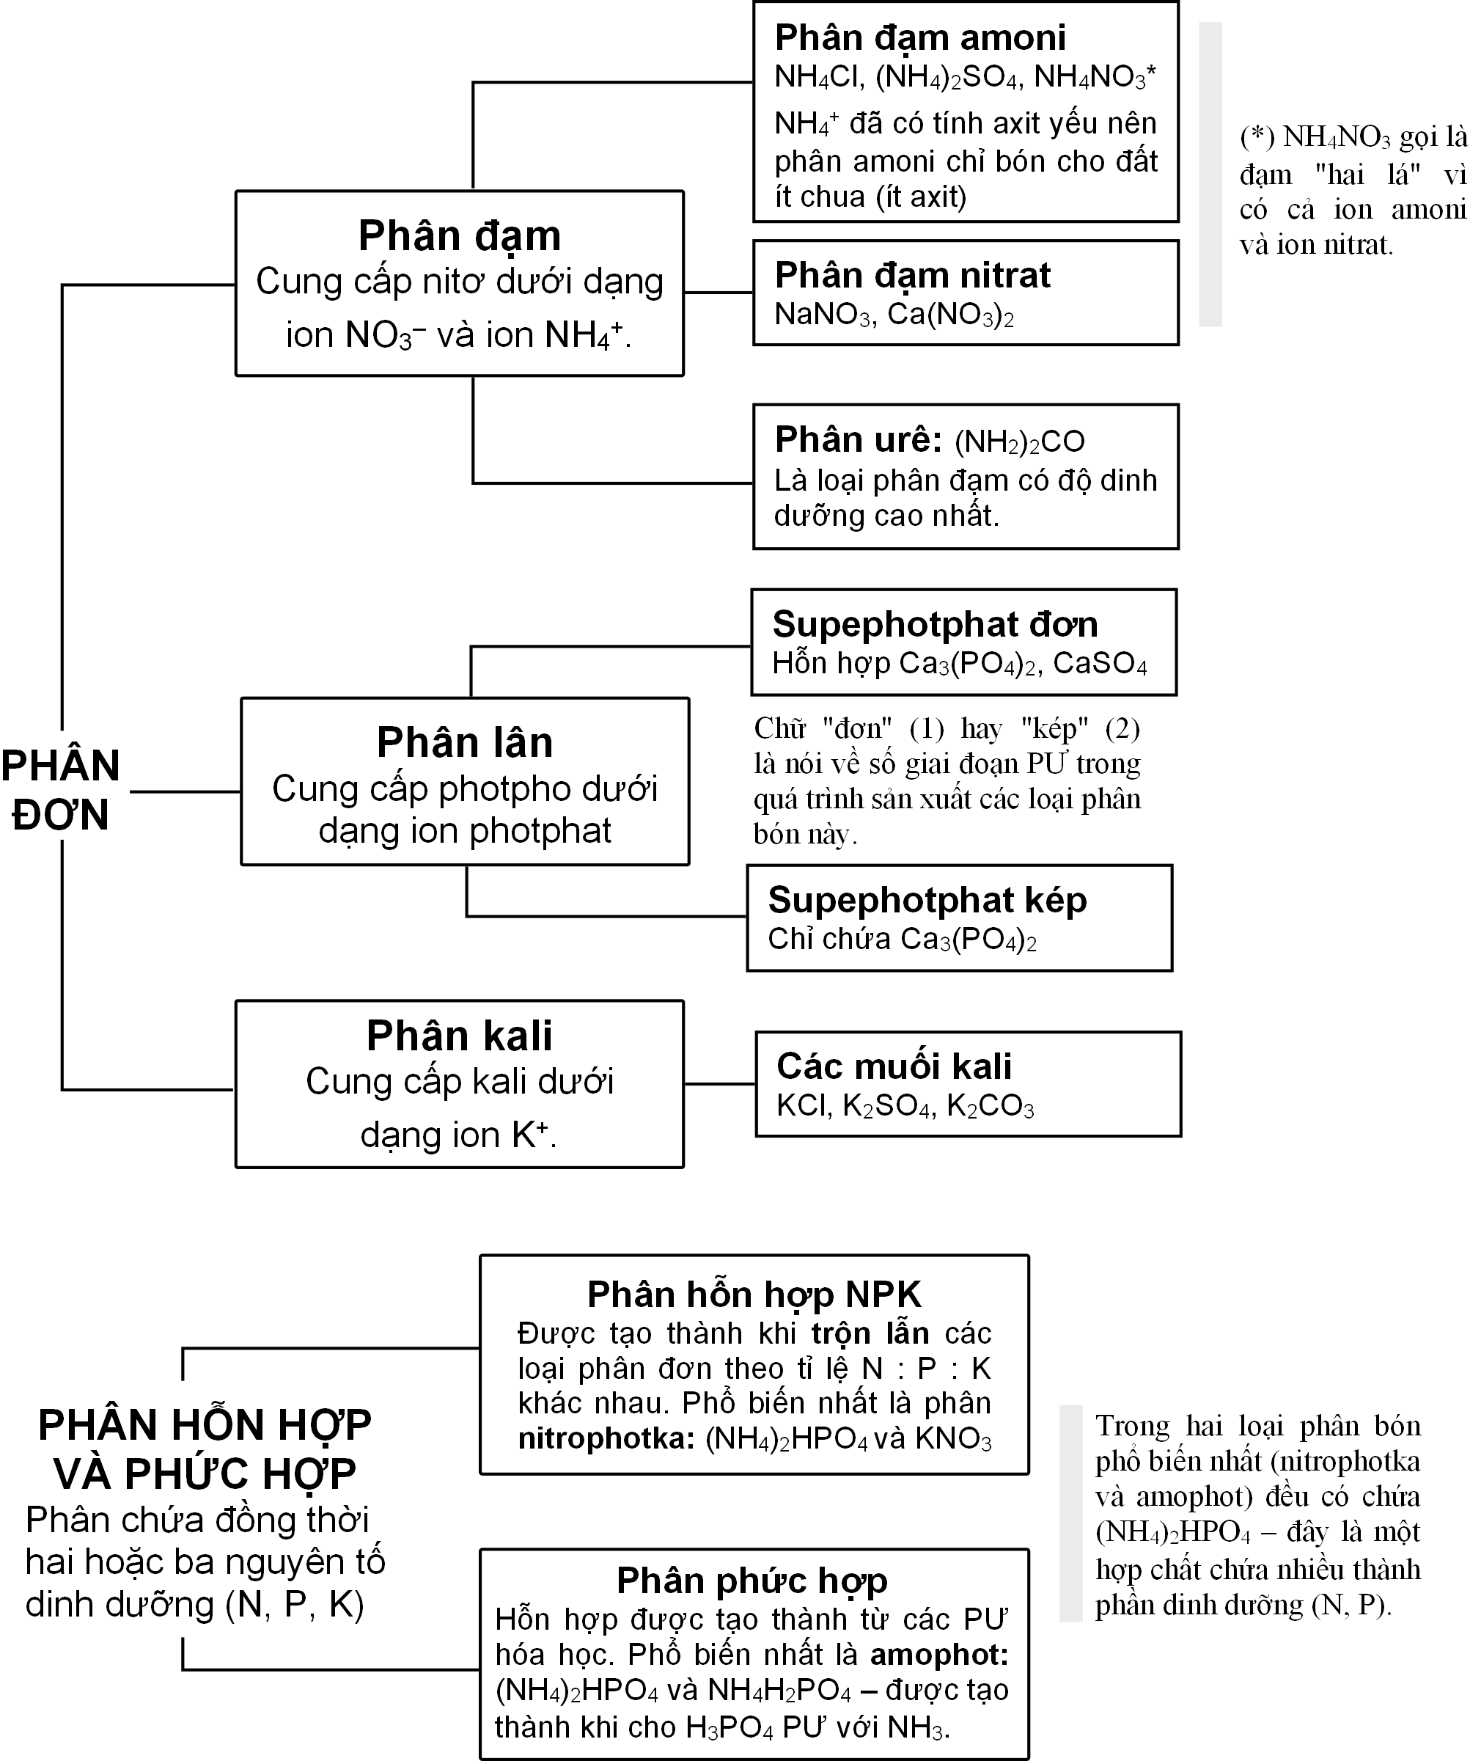 Phân đạm amoni
NH₄Cl, (NH₄)₂SO₄, NH₄NO₃*
NH₄⁺ đã có tính axit yếu nên
phân amoni chỉ bón cho đất
ít chua (ít axit)
(*) NH₄NO₃ gọi là
đạm "hai lá" vì
có cả ion amoni
và ion nitrat.
Phân đạm
Cung cấp nitơ dưới dạng
ion NO₃⁻ và ion NH₄⁺.
Phân đạm nitrat
NaNO₃, Ca(NO₃)₂
Phân urê: (NH₂)₂CO
Là loại phân đạm có độ dinh
dưỡng cao nhất.
PHÂN
ĐƠN
Supephotphat đơn
Hỗn hợp Ca₃(PO₄)₂, CaSO₄
Phân lân
Cung cấp photpho dưới
dạng ion photphat
Chữ "đơn" (1) hay "kép" (2)
là nói về số giai đoạn PƯ trong
quá trình sản xuất các loại phân
bón này.
Supephotphat kép
Chỉ chứa Ca₃(PO₄)₂
Phân kali
Cung cấp kali dưới
dạng ion K⁺.
Các muối kali
KCl, K₂SO₄, K₂CO₃
PHÂN HỖN HỢP
VÀ PHỨC HỢP
Phân chứa đồng thời
hai hoặc ba nguyên tố
dinh dưỡng (N, P, K)
Phân hỗn hợp NPK
Được tạo thành khi trộn lẫn các
loại phân đơn theo tỉ lệ N : P : K
khác nhau. Phổ biến nhất là phân
nitrophotka: (NH₄)₂HPO₄ và KNO₃
Phân phức hợp
Hỗn hợp được tạo thành từ các PƯ
hóa học. Phổ biến nhất là amophot:
(NH₄)₂HPO₄ và NH₄H₂PO₄ – được tạo
thành khi cho H₃PO₄ PƯ với NH₃.
Trong hai loại phân bón
phổ biến nhất (nitrophotka
và amophot) đều có chứa
(NH₄)₂HPO₄ – đây là một
hợp chất chứa nhiều thành
phần dinh dưỡng (N, P).